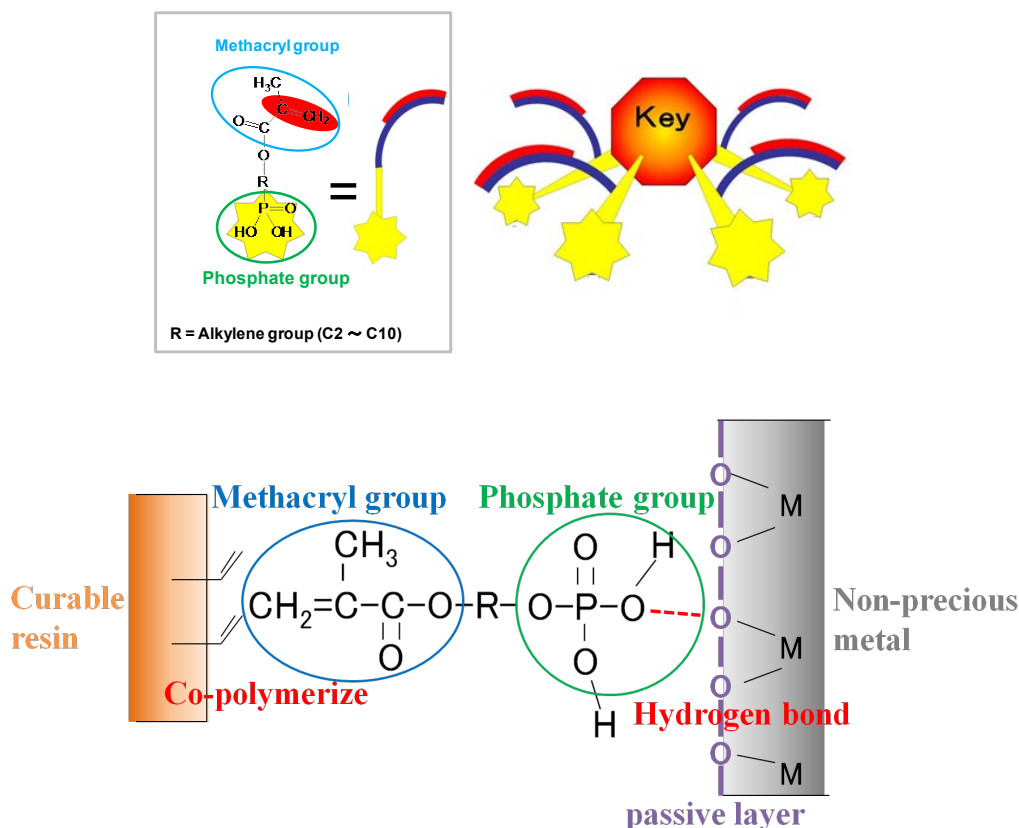 Methacryl group
H₃C
C=CH₂
O=C
O
R
P=O
HO OH
=
Phosphate group
R = Alkylene group (C2 ～ C10)
Key
Methacryl group
Phosphate group
CH₃
O
H
O
M
O
Curable
resin
CH₂=C–C–O–R–O–P–O
O
O
H
O
M
O
Non-precious
metal
Co-polymerize
Hydrogen bond
O
M
passive layer